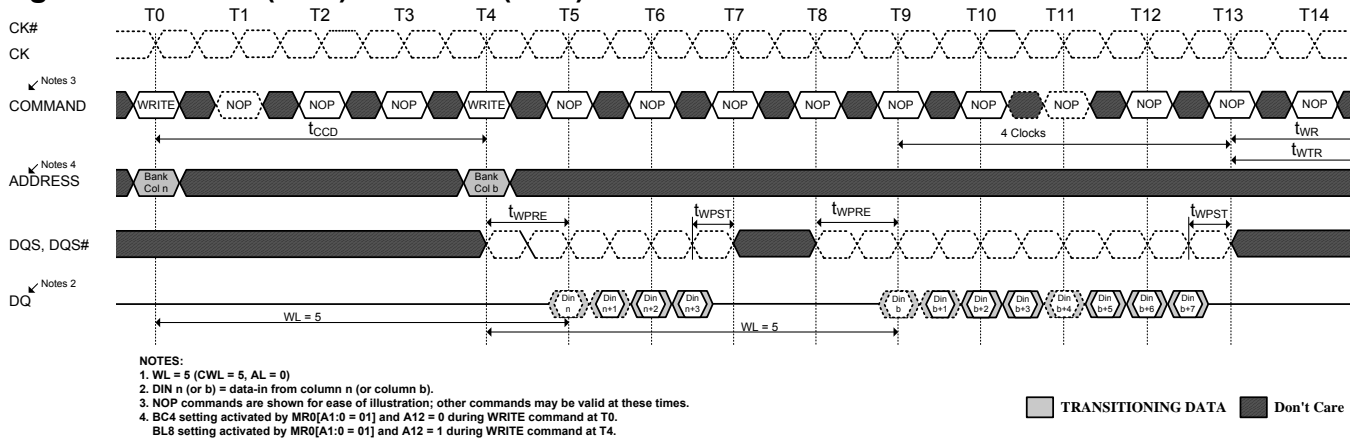 T0 T1 T2 T3 T4 T5 T6 T7 T8 T9 T10 T11 T12 T13 T14
CK#
CK
Notes 3
COMMAND WRITE NOP NOP NOP WRITE NOP NOP NOP NOP NOP NOP NOP NOP NOP NOP
tCCD 4 Clocks tWR
tWTR
Notes 4
ADDRESS Bank Col n Bank Col b
tWPRE tWPST tWPRE tWPST
DQS, DQS#
Notes 2
DQ Din n Din n+1 Din n+2 Din n+3 Din b Din b+1 Din b+2 Din b+3 Din b+4 Din b+5 Din b+6 Din b+7
WL = 5 WL = 5
NOTES:
1. WL = 5 (CWL = 5, AL = 0)
2. DIN n (or b) = data-in from column n (or column b).
3. NOP commands are shown for ease of illustration; other commands may be valid at these times.
4. BC4 setting activated by MR0[A1:0 = 01] and A12 = 0 during WRITE command at T0.
BL8 setting activated by MR0[A1:0 = 01] and A12 = 1 during WRITE command at T4.
TRANSITIONING DATA Don't Care